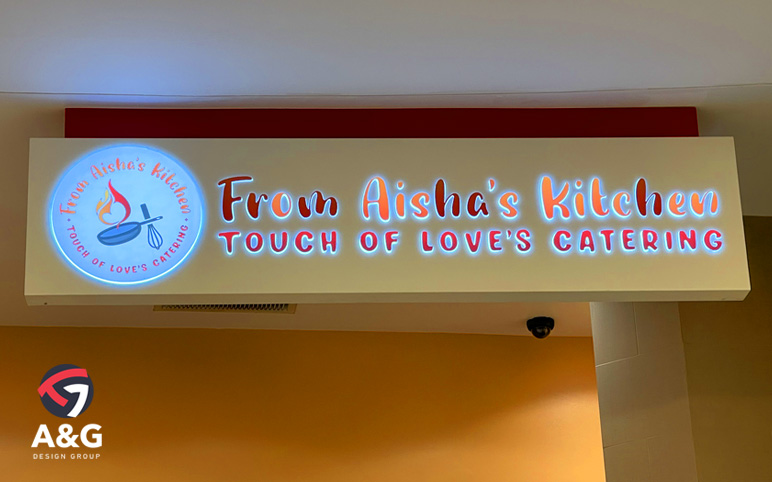 From Aisha's Kitchen
TOUCH OF LOVE'S CATERING
From Aisha's Kitchen
TOUCH OF LOVE'S CATERING
A&G
DESIGN GROUP